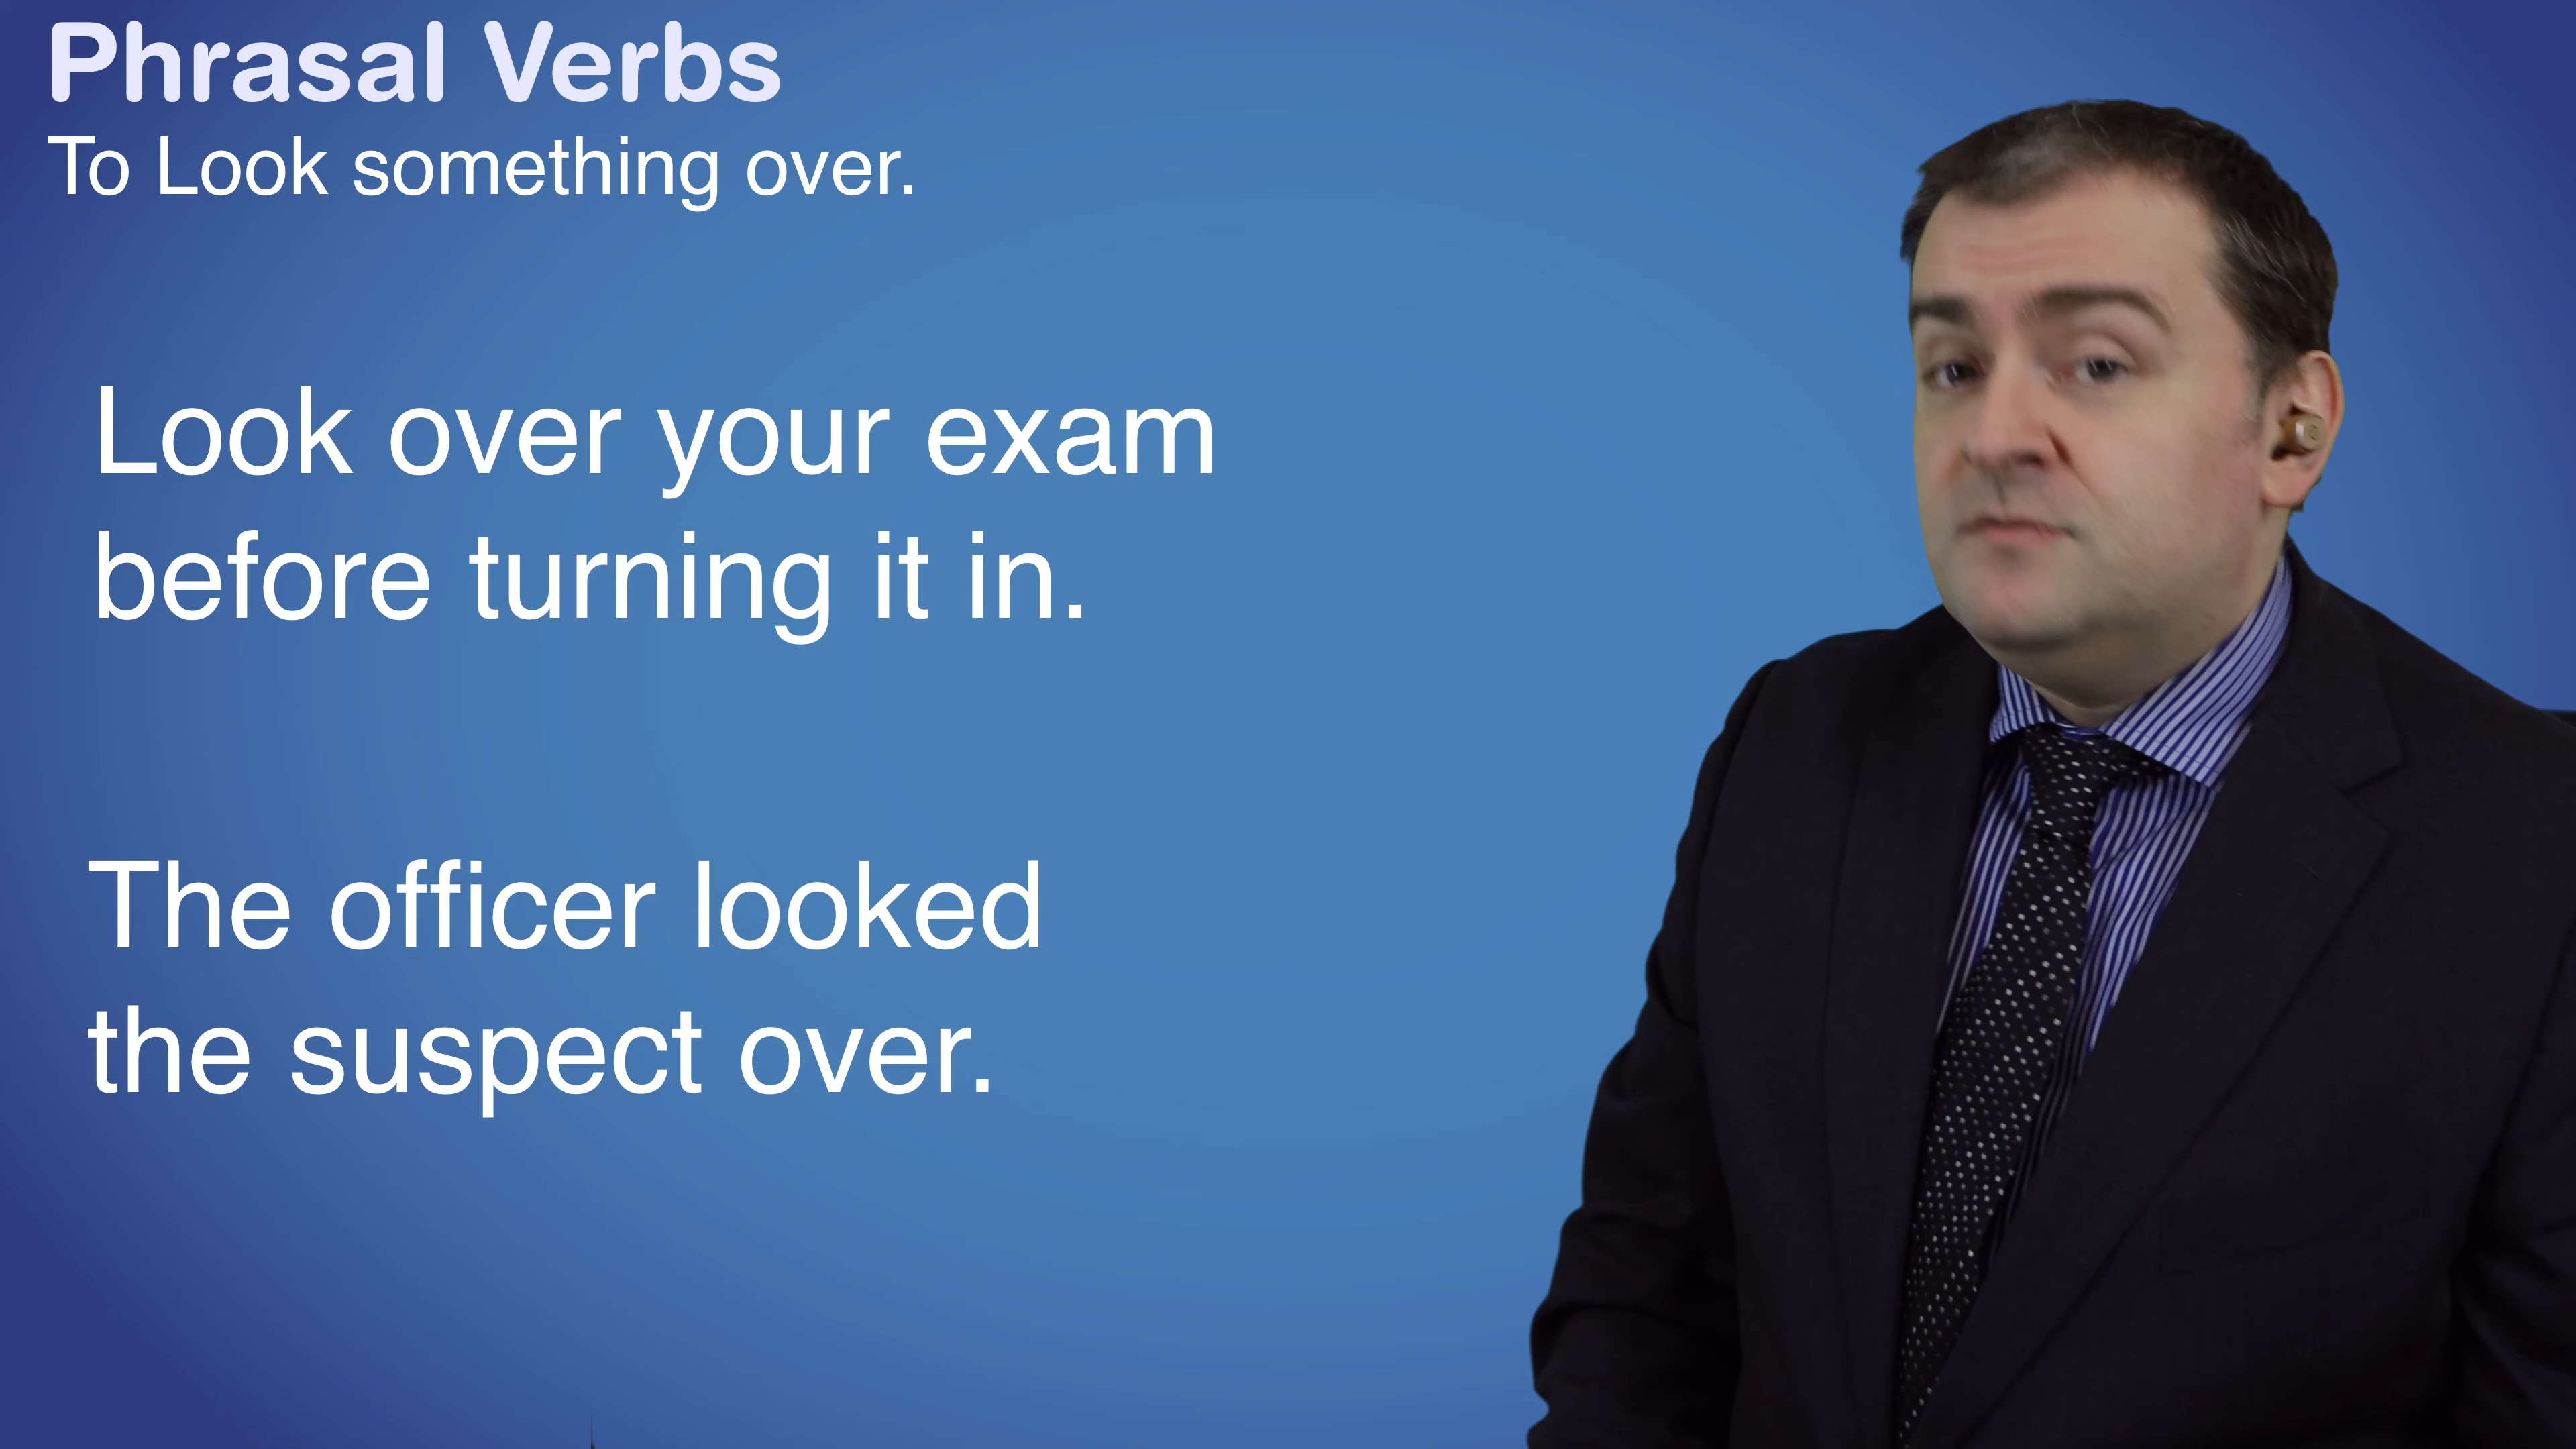 Phrasal Verbs
To Look something over.
Look over your exam
before turning it in.
The officer looked
the suspect over.